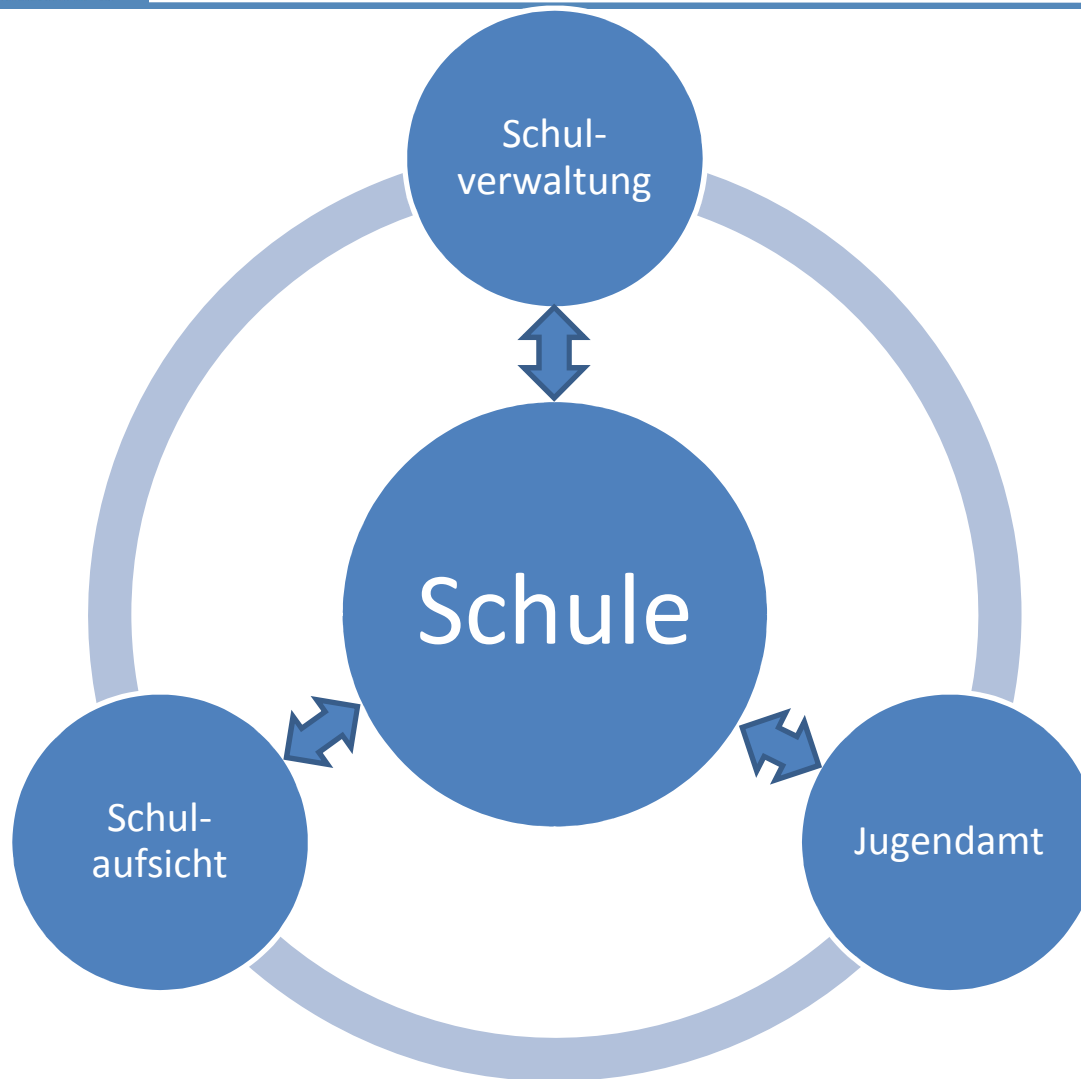 Schul-
verwaltung
Schule
Schul-
aufsicht
Jugendamt